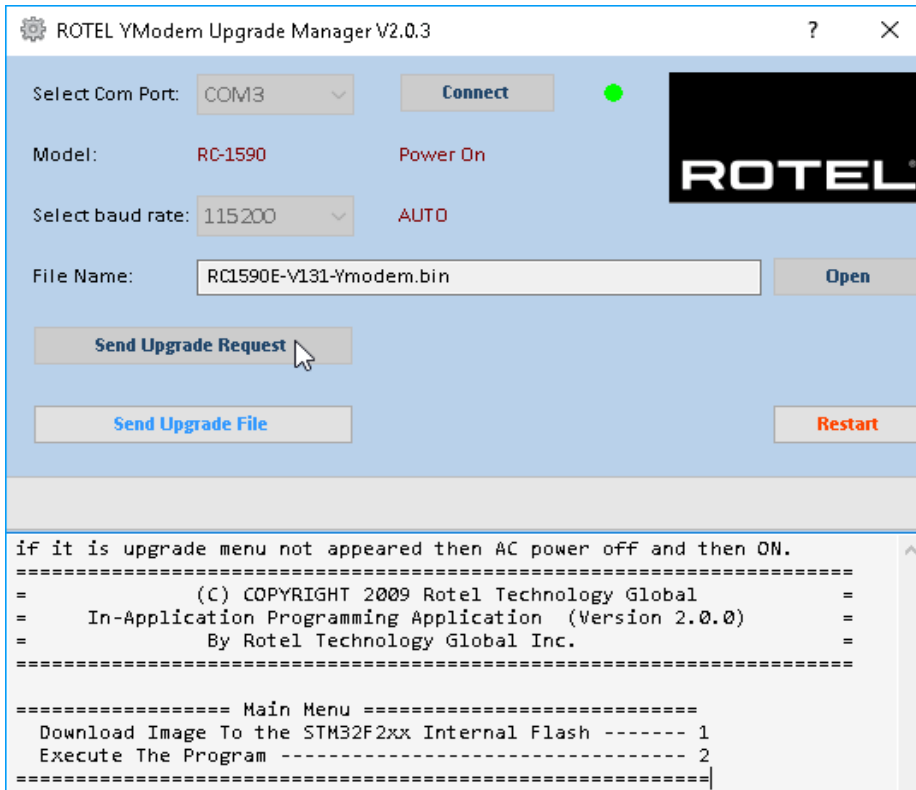 ROTEL YModem Upgrade Manager V2.0.3 ?
Select Com Port: COM3 Connect
Model: RC-1590 Power On
ROTEL
Select baud rate: 115200 AUTO
File Name: RC1590E-V131-Ymodem.bin Open
Send Upgrade Request
Send Upgrade File Restart
if it is upgrade menu not appeared then AC power off and then ON.
======================================================================
= (C) COPYRIGHT 2009 Rotel Technology Global =
= In-Application Programming Application (Version 2.0.0) =
= By Rotel Technology Global Inc. =
======================================================================
================== Main Menu ============================
Download Image To the STM32F2xx Internal Flash ------- 1
Execute The Program ---------------------------------- 2
==========================================================